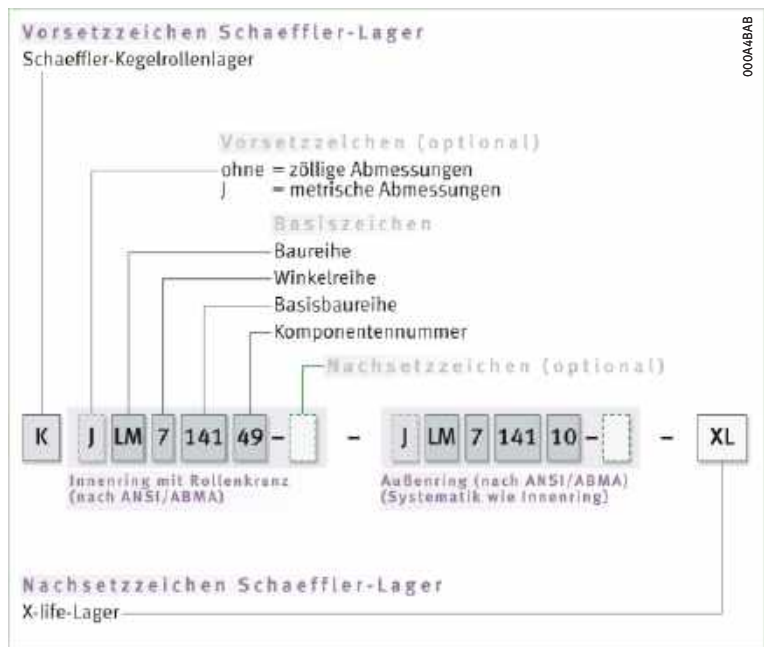 Vorsetzzeichen Schaeffler-Lager
Schaeffler-Kegelrollenlager
000A4BAB
Vorsetzzeichen (optional)
ohne = zöllige Abmessungen
J = metrische Abmessungen
Basiszeichen
Baureihe
Winkelreihe
Basisbaureihe
Komponentennummer
Nachsetzzeichen (optional)
K J LM 7 141 49 – – J LM 7 141 10 – – XL
Innenring mit Rollenkranz
(nach ANSI/ABMA)
Außenring (nach ANSI/ABMA)
(Systematik wie Innenring)
Nachsetzzeichen Schaeffler-Lager
X-life-Lager